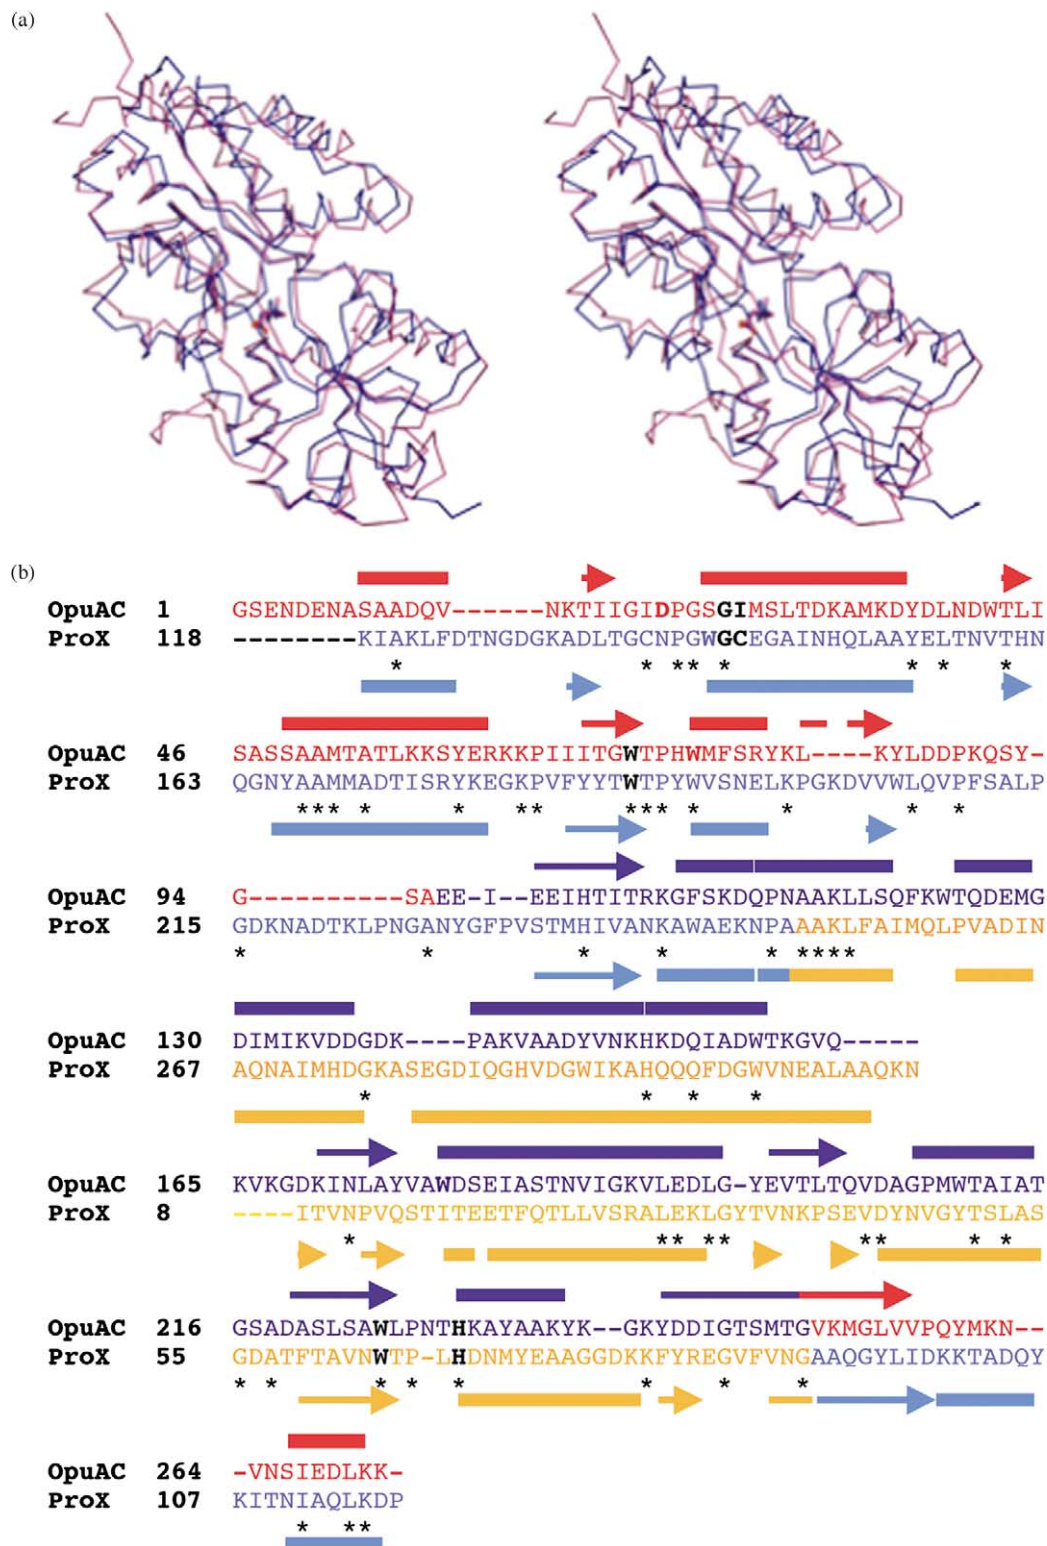 (a)
(b)
OpuAC 1 GSENDENASAADQV------NKTIIGIDPGSGIMSLTDKAMKDYDLNDWTLI
ProX 118 --------KIAKLFDTNGDGKADLTGCNPGWGCEGAINHQLAAYELTNVTHN
* * ** * * * *
OpuAC 46 SASSAAMTATLKKSYERKKPIIITGWTPHWMFSRYKL----KYLDDPKQSY-
ProX 163 QGNYAAMMADTISRYKEGKPVFYYTWTPYWVSNELKPGKDVVWLQVPFSALP
*** * * ** *** * * * *
OpuAC 94 G----------SAEE-I--EEIHTITRKGFSKDQPNAAKLLSQFKWTQDEMG
ProX 215 GDKNADTKLPNGANYGFPVSTMHIVANKAWAEKNPAAAKLFAIMQLPVADIN
* * * * * ****
OpuAC 130 DIMIKVDDGDK----PAKVAADYVNKHKDQIADWTKGVQ-----
ProX 267 AQNAIMHDGKASEGDIQGHVDGWIKAHQQQFDGWVNEALAAQKN
* * * *
OpuAC 165 KVKGDKINLAYVAWDSEIASTNVIGKVLEDLG-YEVTLTQVDAGPMWTAIAT
ProX 8 ----ITVNPVQSTITEETFQTLLVSRALEKLGYTVNKPSEVDYNVGYTSLAS
* ** ** ** * *
OpuAC 216 GSADASLSAWLPNTHKAYAAKYK--GKYDDIGTSMTGVKMGLVVPQYMKN--
ProX 55 GDATFTAVNWTP-LHDNMYEAAGGDKKFYREGVFVNGAAQGYLIDKKTADQY
* * * * * * * *
OpuAC 264 -VNSIEDLKK-
ProX 107 KITNIAQLKDP
* **